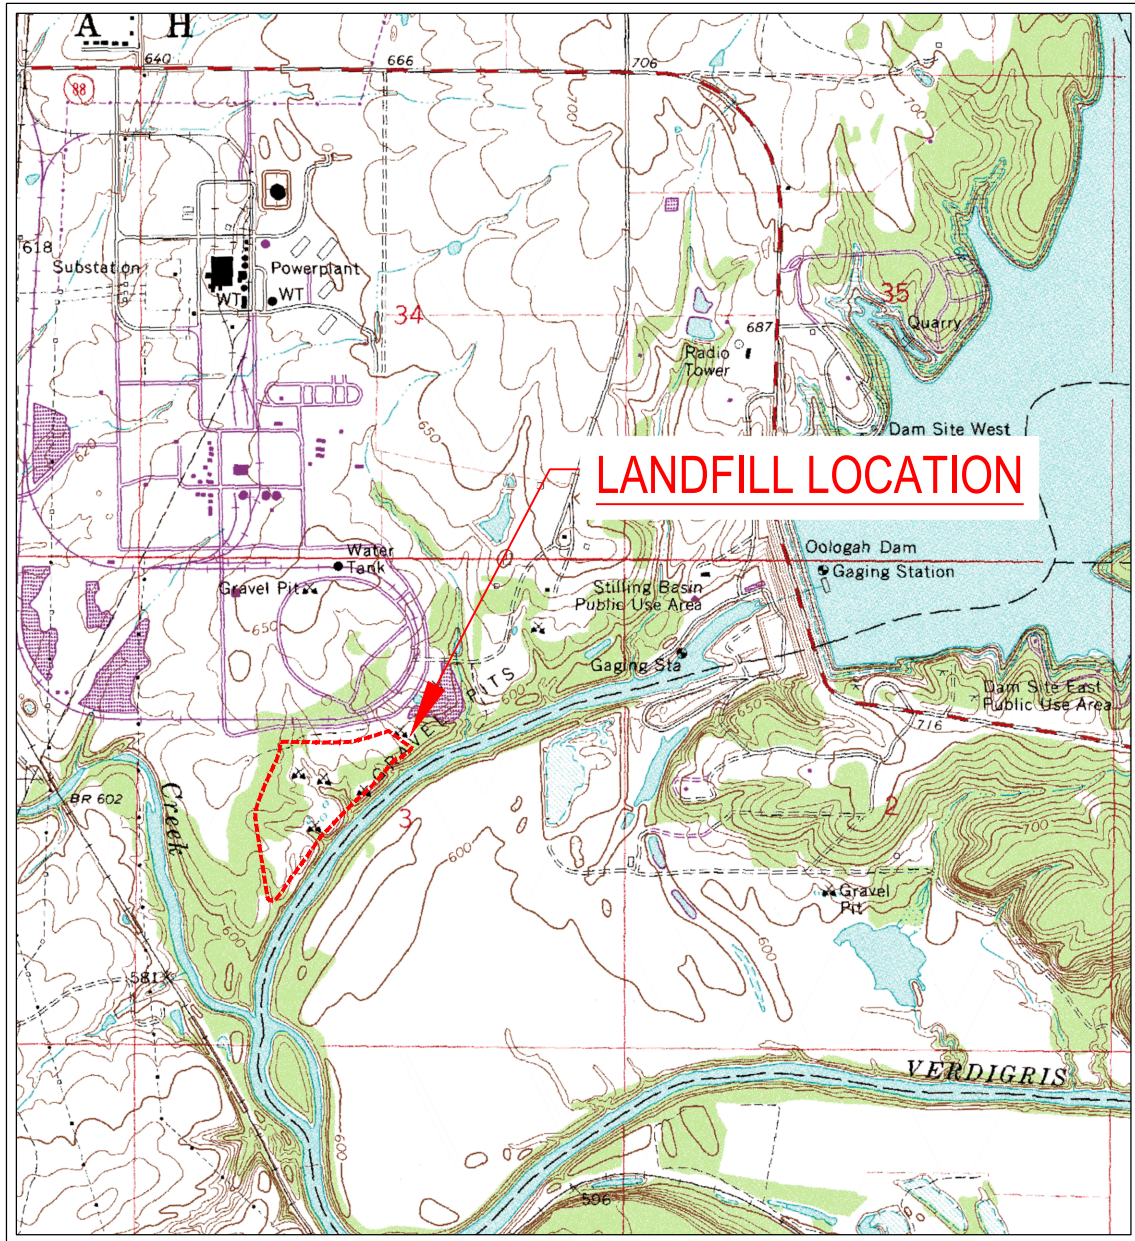 A H
640
666
706
88
700
700
618
Substation
Powerplant
WT
WT
34
35
Quarry
687
Radio
Tower
650
620
Dam Site West
LANDFILL LOCATION
Oologah Dam
Gaging Station
Water
Tank
Gravel Pit
Stilling Basin
Public Use Area
650
Gaging Sta
600
GRAVEL PITS
Dam Site East
Public Use Area
716
BR 602
Creek
3
2
700
600
Gravel
Pit
600
600
581
VERDIGRIS
600
596